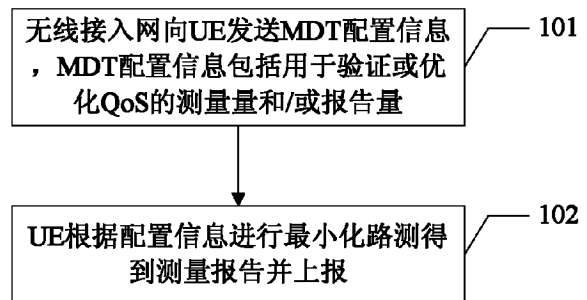 无线接入网向UE发送MDT配置信息
，MDT配置信息包括用于验证或优
化QoS的测量量和/或报告量
101
UE根据配置信息进行最小化路测得
到测量报告并上报
102